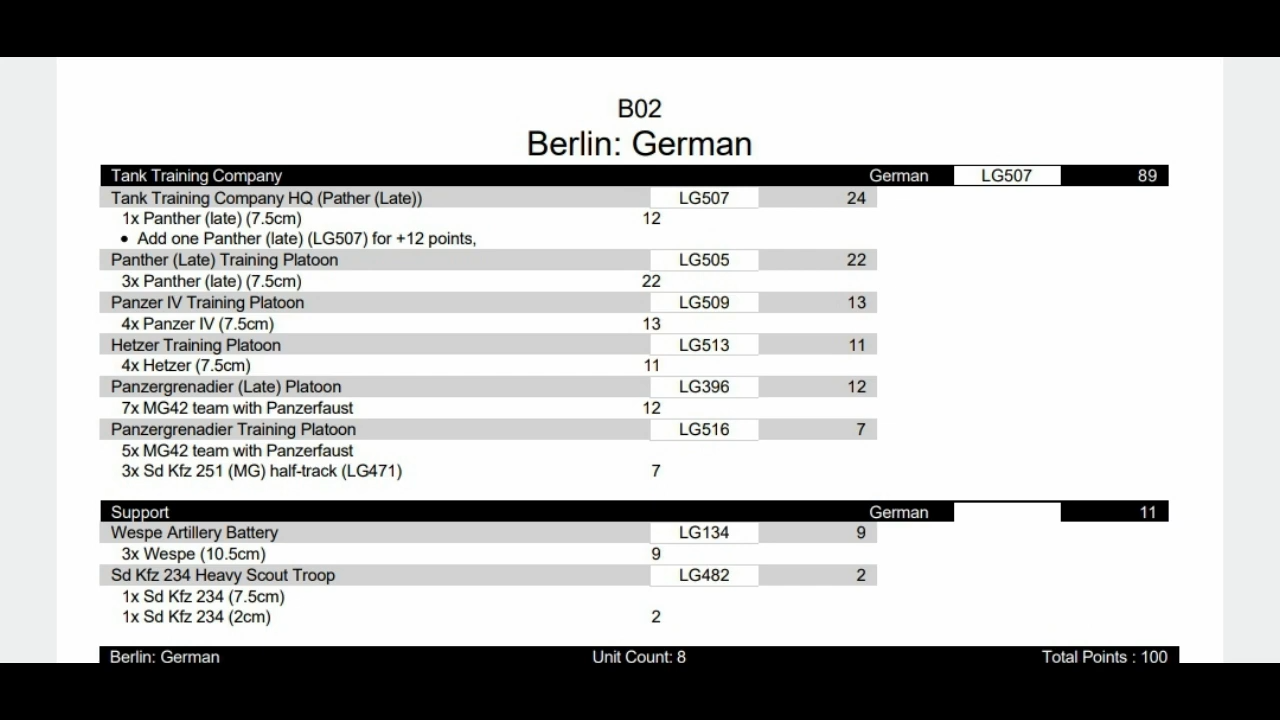 B02
Berlin: German
Tank Training Company German LG507 89
Tank Training Company HQ (Pather (Late)) LG507 24
1x Panther (late) (7.5cm) 12
• Add one Panther (late) (LG507) for +12 points,
Panther (Late) Training Platoon LG505 22
3x Panther (late) (7.5cm) 22
Panzer IV Training Platoon LG509 13
4x Panzer IV (7.5cm) 13
Hetzer Training Platoon LG513 11
4x Hetzer (7.5cm) 11
Panzergrenadier (Late) Platoon LG396 12
7x MG42 team with Panzerfaust 12
Panzergrenadier Training Platoon LG516 7
5x MG42 team with Panzerfaust
3x Sd Kfz 251 (MG) half-track (LG471) 7
Support German 11
Wespe Artillery Battery LG134 9
3x Wespe (10.5cm) 9
Sd Kfz 234 Heavy Scout Troop LG482 2
1x Sd Kfz 234 (7.5cm)
1x Sd Kfz 234 (2cm) 2
Berlin: German Unit Count: 8 Total Points : 100